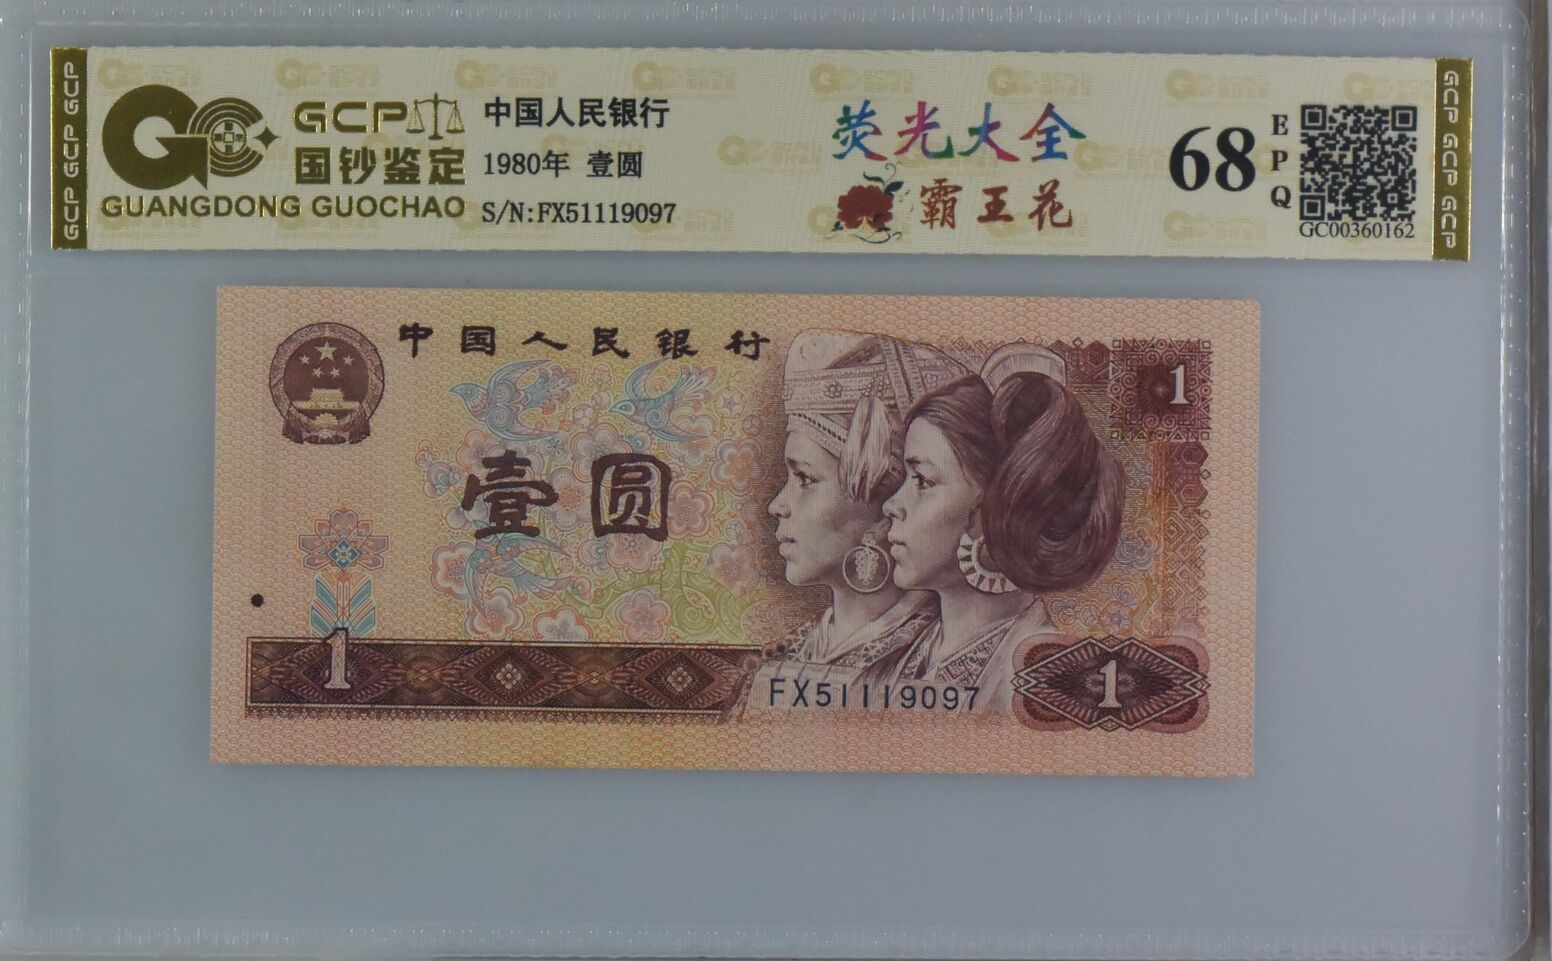 GCP GCP GCP
GCP
国钞鉴定
GUANGDONG GUOCHAO
中国人民银行
1980年 壹圆
S/N:FX51119097
荧光大全
霸王花
68
EPQ
GC00360162
GCP GCP GCP
中国人民银行
1
壹圆
1
FX51119097
1